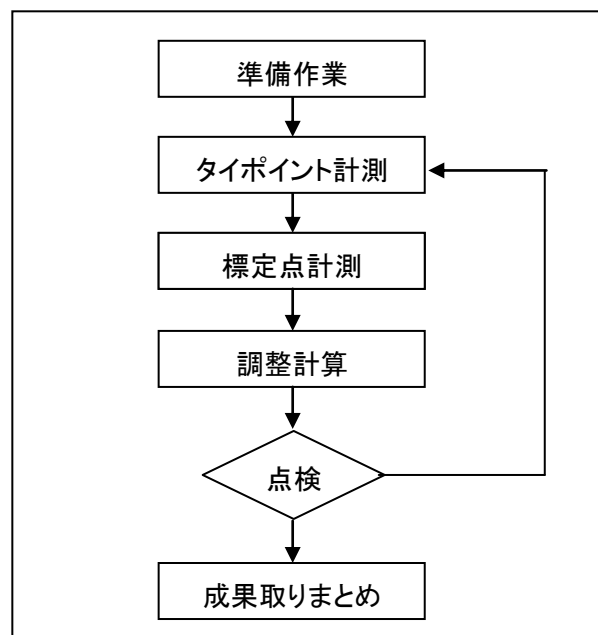 準備作業
タイポイント計測
標定点計測
調整計算
点検
成果取りまとめ